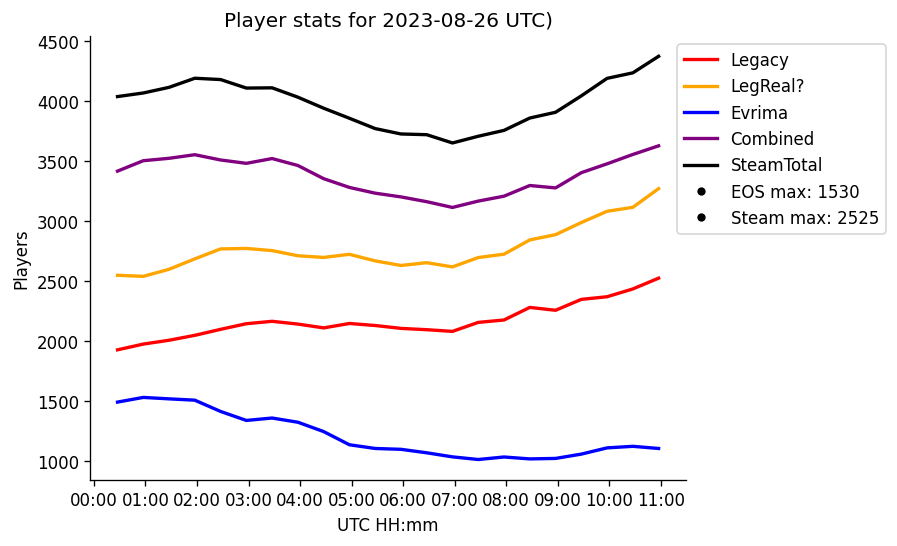 Player stats for 2023-08-26 UTC)
4500
4000
3500
3000
2500
2000
1500
1000
Players
00:00 01:00 02:00 03:00 04:00 05:00 06:00 07:00 08:00 09:00 10:00 11:00
UTC HH:mm
Legacy
LegReal?
Evrima
Combined
SteamTotal
EOS max: 1530
Steam max: 2525